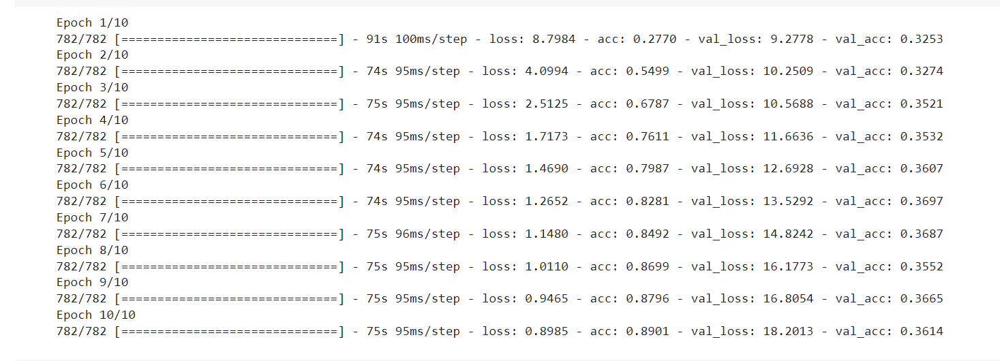 Epoch 1/10
782/782 [==============================] - 91s 100ms/step - loss: 8.7984 - acc: 0.2770 - val_loss: 9.2778 - val_acc: 0.3253
Epoch 2/10
782/782 [==============================] - 74s 95ms/step - loss: 4.0994 - acc: 0.5499 - val_loss: 10.2509 - val_acc: 0.3274
Epoch 3/10
782/782 [==============================] - 75s 95ms/step - loss: 2.5125 - acc: 0.6787 - val_loss: 10.5688 - val_acc: 0.3521
Epoch 4/10
782/782 [==============================] - 74s 95ms/step - loss: 1.7173 - acc: 0.7611 - val_loss: 11.6636 - val_acc: 0.3532
Epoch 5/10
782/782 [==============================] - 74s 95ms/step - loss: 1.4690 - acc: 0.7987 - val_loss: 12.6928 - val_acc: 0.3607
Epoch 6/10
782/782 [==============================] - 74s 95ms/step - loss: 1.2652 - acc: 0.8281 - val_loss: 13.5292 - val_acc: 0.3697
Epoch 7/10
782/782 [==============================] - 75s 96ms/step - loss: 1.1480 - acc: 0.8492 - val_loss: 14.8242 - val_acc: 0.3687
Epoch 8/10
782/782 [==============================] - 75s 95ms/step - loss: 1.0110 - acc: 0.8699 - val_loss: 16.1773 - val_acc: 0.3552
Epoch 9/10
782/782 [==============================] - 75s 95ms/step - loss: 0.9465 - acc: 0.8796 - val_loss: 16.8054 - val_acc: 0.3665
Epoch 10/10
782/782 [==============================] - 75s 95ms/step - loss: 0.8985 - acc: 0.8901 - val_loss: 18.2013 - val_acc: 0.3614